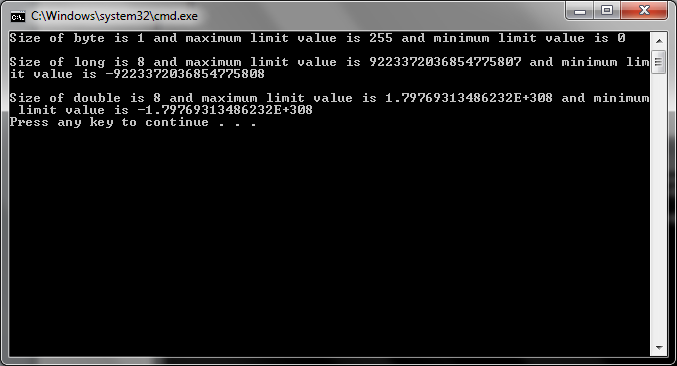 C:\Windows\system32\cmd.exe
Size of byte is 1 and maximum limit value is 255 and minimum limit value is 0
Size of long is 8 and maximum limit value is 9223372036854775807 and minimum lim
it value is -9223372036854775808
Size of double is 8 and maximum limit value is 1.79769313486232E+308 and minimum
 limit value is -1.79769313486232E+308
Press any key to continue . . .